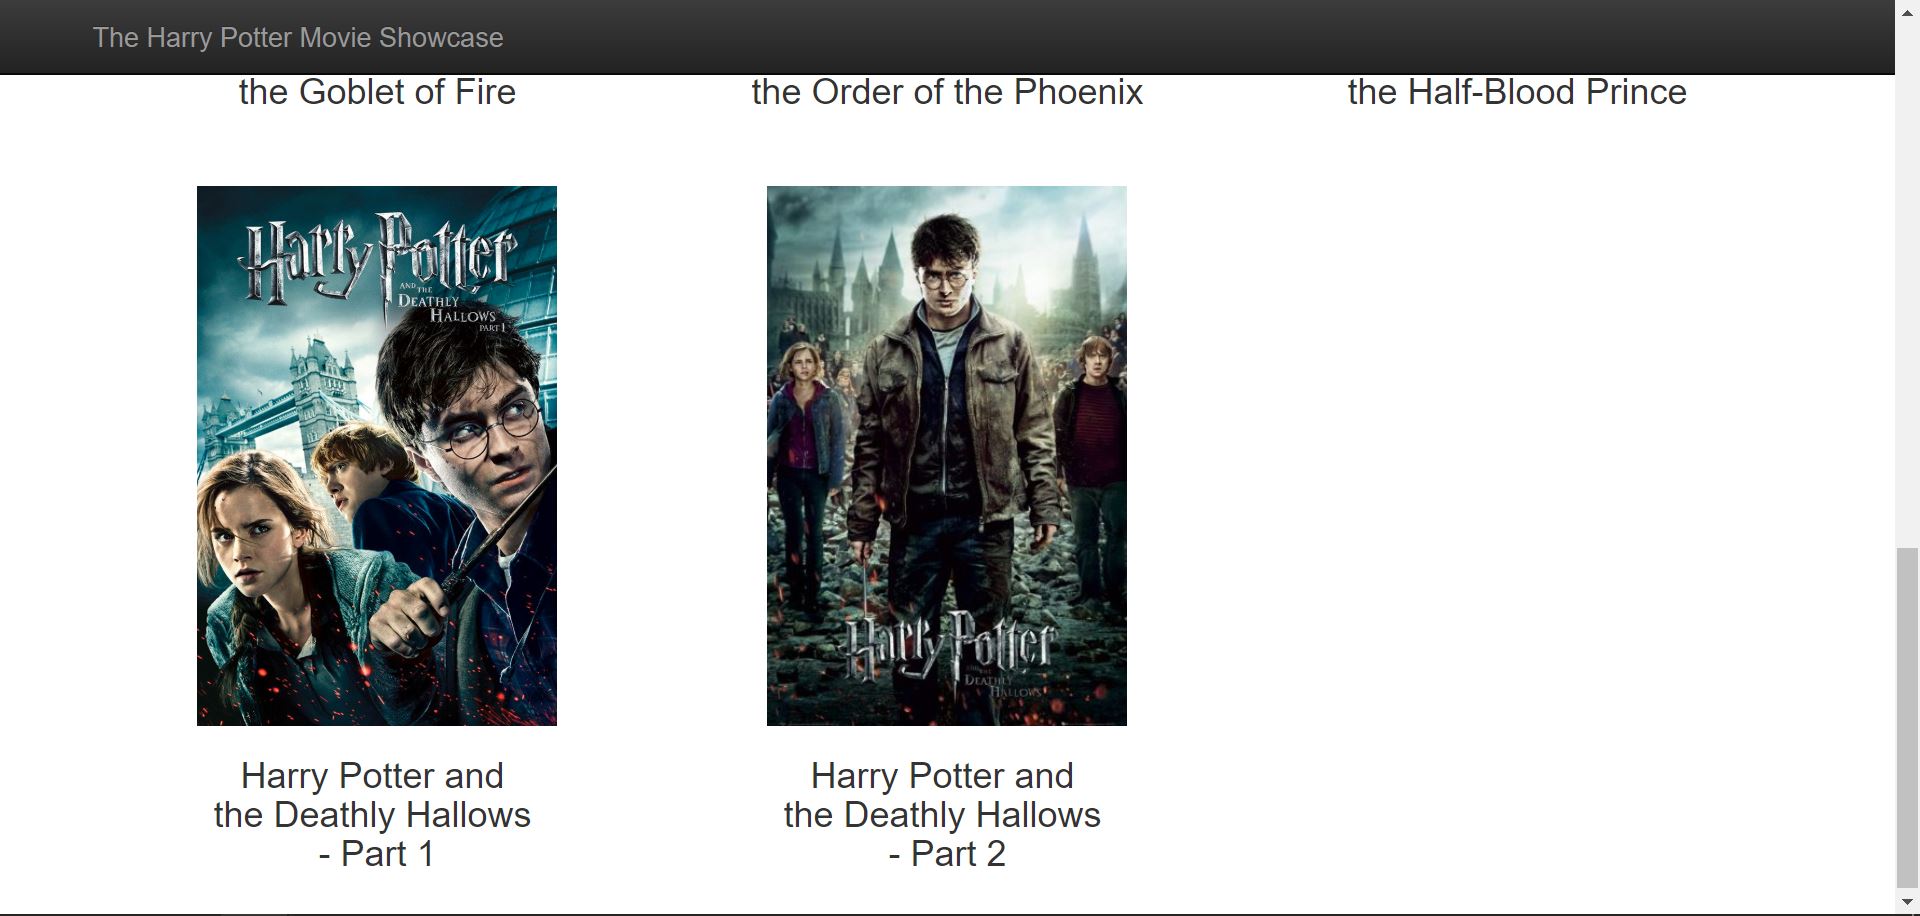 The Harry Potter Movie Showcase
the Goblet of Fire
the Order of the Phoenix
the Half-Blood Prince
Harry Potter
AND THE
DEATHLY
HALLOWS
PART 1
Harry Potter
AND THE
DEATHLY
HALLOWS
Harry Potter and
the Deathly Hallows
- Part 1
Harry Potter and
the Deathly Hallows
- Part 2